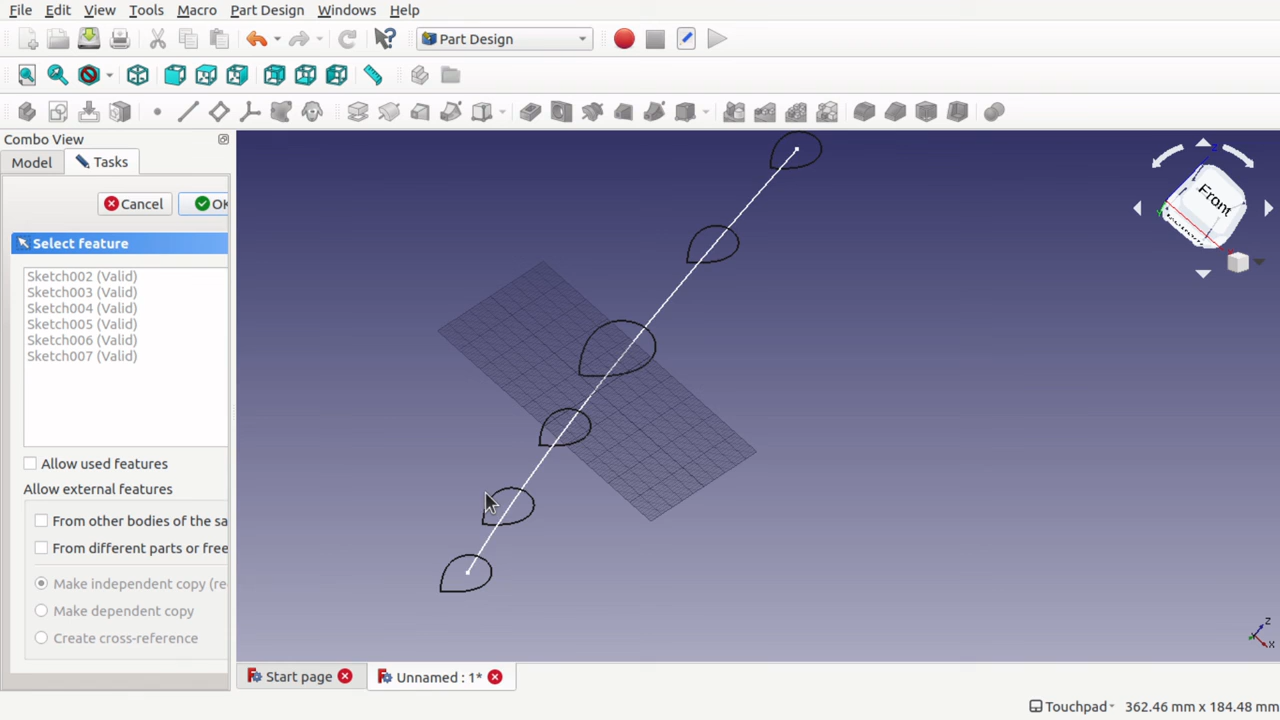 File Edit View Tools Macro Part Design Windows Help
Part Design
Combo View
Model Tasks
Cancel OK
Select feature
Sketch002 (Valid)
Sketch003 (Valid)
Sketch004 (Valid)
Sketch005 (Valid)
Sketch006 (Valid)
Sketch007 (Valid)
Allow used features
Allow external features
From other bodies of the sa
From different parts or free
Make independent copy (re
Make dependent copy
Create cross-reference
Front
Z
X
Start page Unnamed : 1*
Touchpad 362.46 mm x 184.48 mm